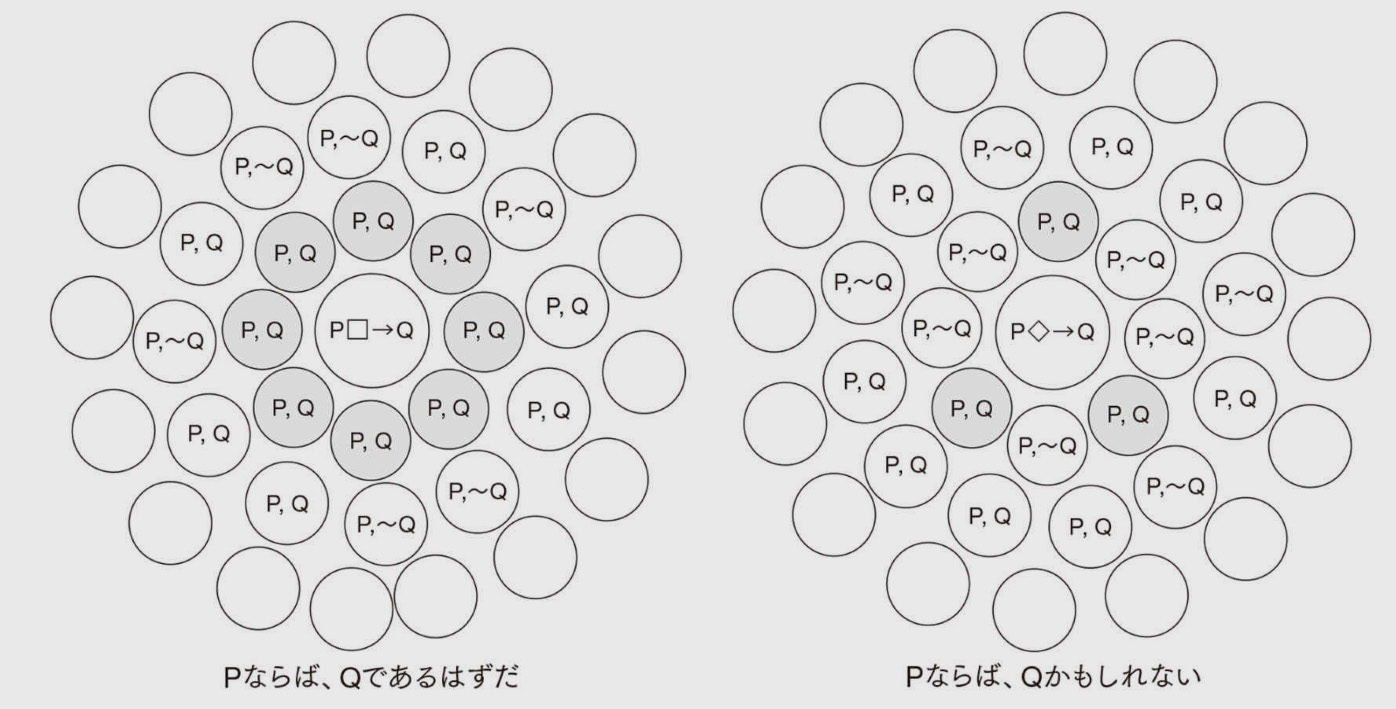 P,～Q
P, Q
P,～Q
P,～Q
P, Q
P, Q
P, Q
P, Q
P, Q
P, Q
P□→Q
P, Q
P,～Q
P, Q
P, Q
P, Q
P, Q
P, Q
P,～Q
P, Q
P,～Q
Pならば、Qであるはずだ
P,～Q
P, Q
P, Q
P, Q
P, Q
P,～Q
P,～Q
P,～Q
P,～Q
P,～Q
P◇→Q
P,～Q
P, Q
P, Q
P, Q
P, Q
P,～Q
P, Q
P,～Q
P, Q
P, Q
Pならば、Qかもしれない